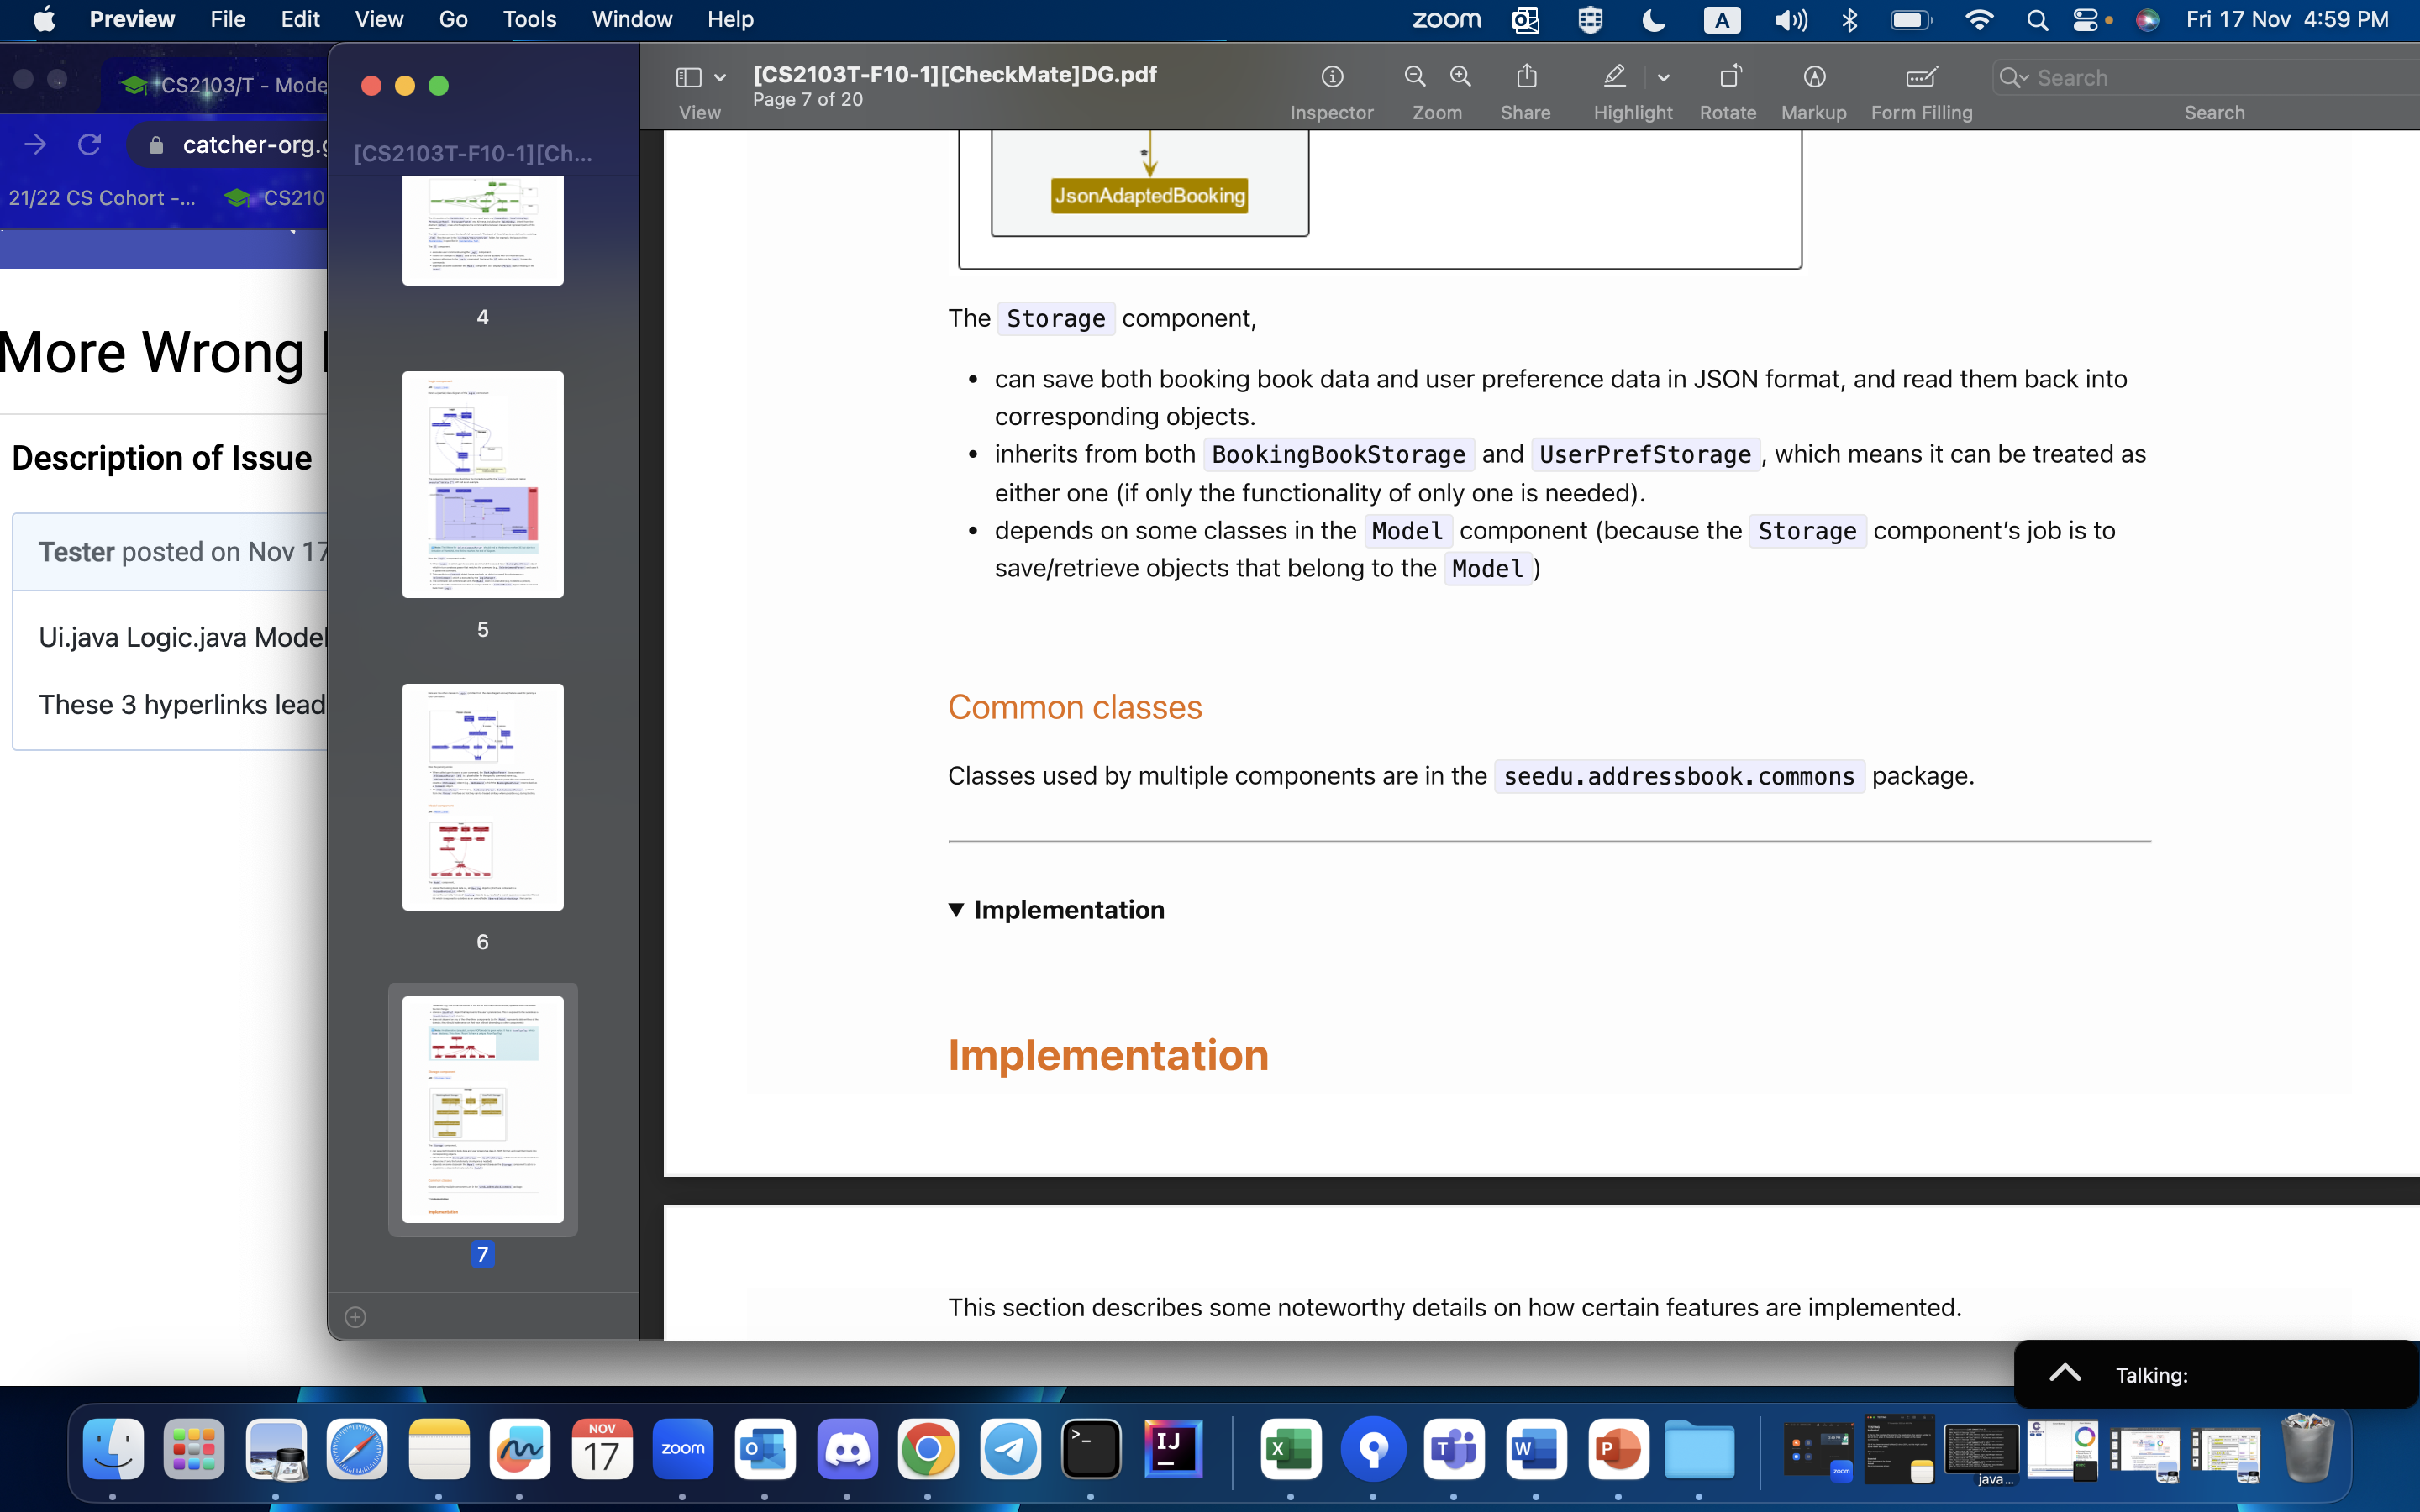 Preview File Edit View Go Tools Window Help
zoom A Fri 17 Nov 4:59 PM
CS2103/T - Mode
catcher-org.g
21/22 CS Cohort -...
CS210
More Wrong
Description of Issue
Tester posted on Nov 17
Ui.java Logic.java Model
These 3 hyperlinks lead
[CS2103T-F10-1][Ch...
4
5
6
7
[CS2103T-F10-1][CheckMate]DG.pdf
Page 7 of 20
View
Inspector
Zoom
Share
Highlight
Rotate
Markup
Form Filling
Search
Search
JsonAdaptedBooking
The Storage component,
• can save both booking book data and user preference data in JSON format, and read them back into
corresponding objects.
• inherits from both BookingBookStorage and UserPrefStorage, which means it can be treated as
either one (if only the functionality of only one is needed).
• depends on some classes in the Model component (because the Storage component’s job is to
save/retrieve objects that belong to the Model)
Common classes
Classes used by multiple components are in the seedu.addressbook.commons package.
▼ Implementation
Implementation
This section describes some noteworthy details on how certain features are implemented.
Talking:
NOV
17
zoom
O
>_
IJ
X
T
W
P
zoom
java ...